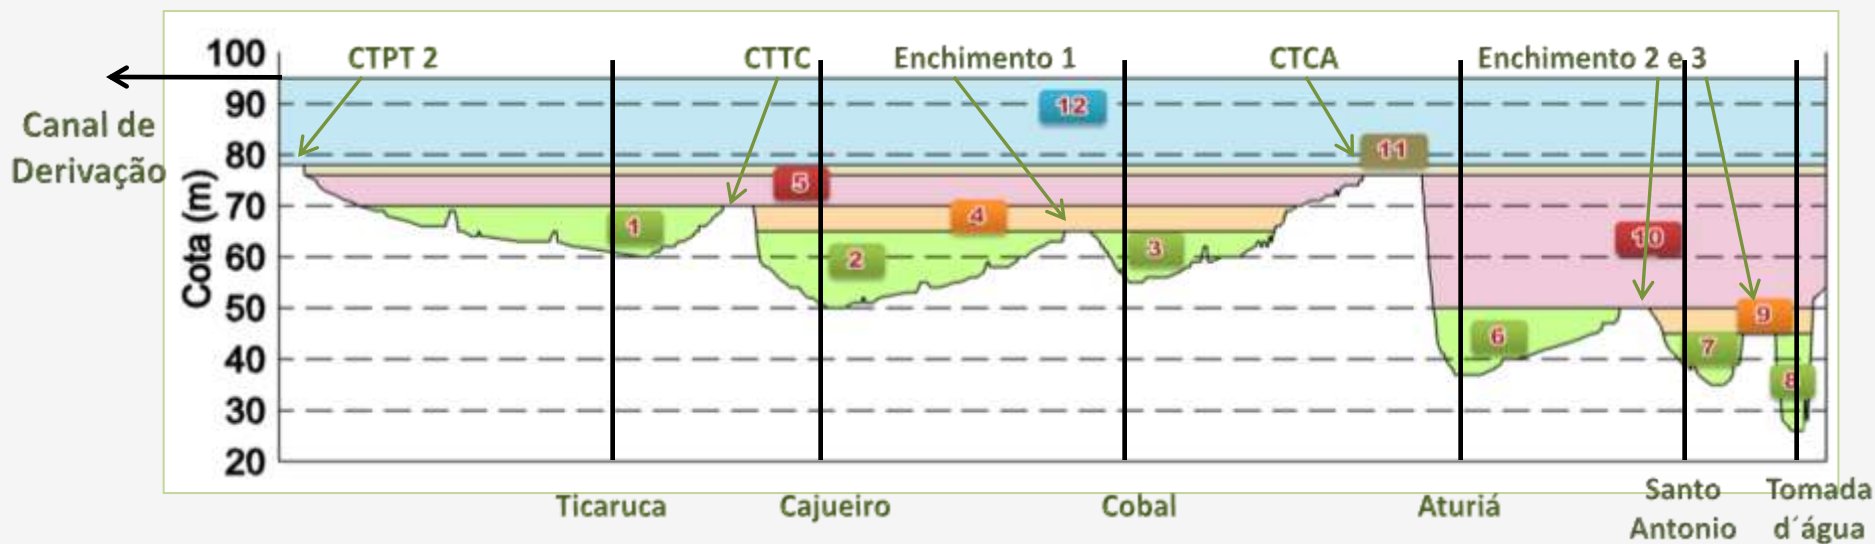 CTPT 2
CTTC
Enchimento 1
CTCA
Enchimento 2 e 3
Canal de
Derivação
Cota (m)
100
90
80
70
60
50
40
30
20
12
11
5
4
1
2
3
10
9
6
7
8
Ticaruca
Cajueiro
Cobal
Aturiá
Santo
Antonio
Tomada
d´água